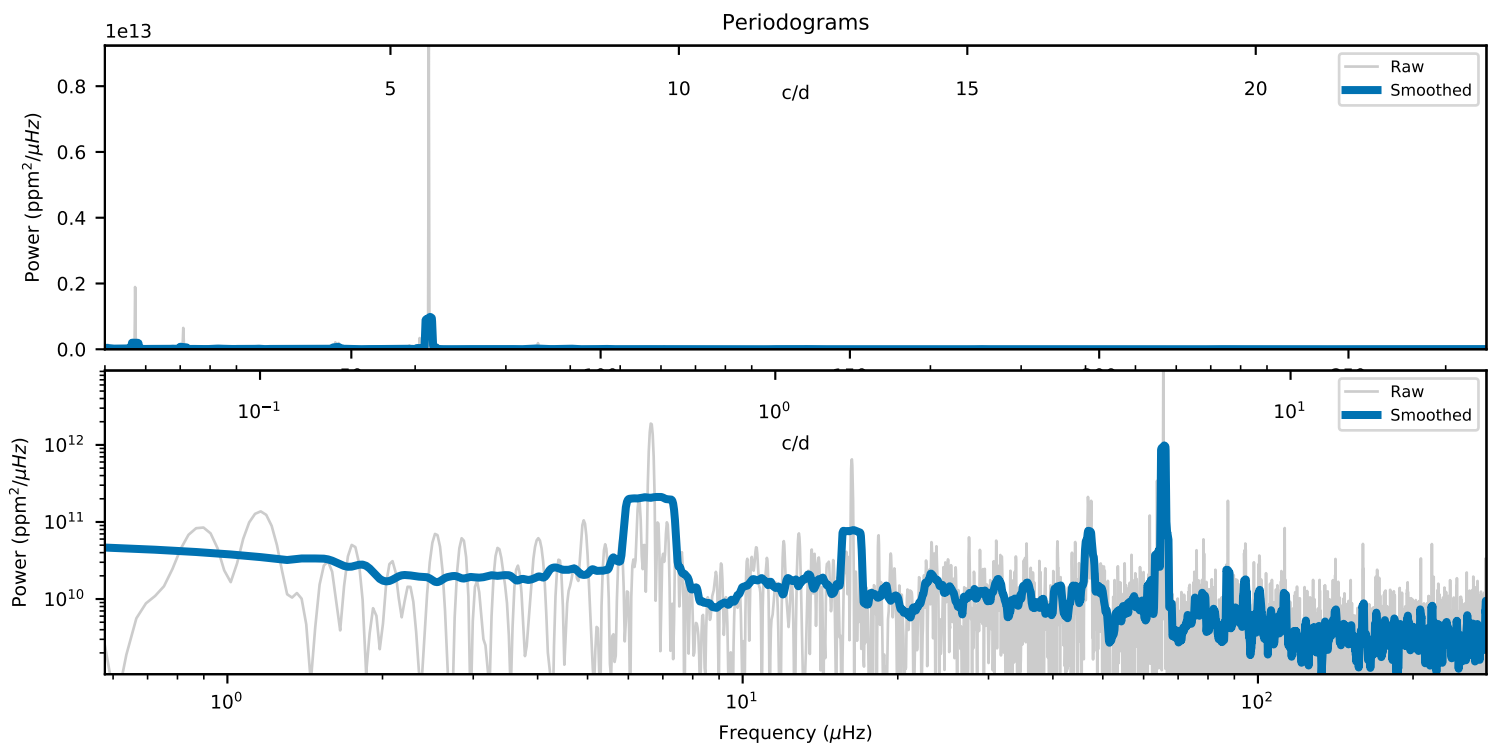 Periodograms
1e13
Power (ppm²/μHz)
0.8
0.6
0.4
0.2
0.0
5
10
15
20
c/d
Raw
Smoothed
Power (ppm²/μHz)
10¹²
10¹¹
10¹⁰
10⁻¹
10⁰
10¹
c/d
Raw
Smoothed
10⁰
10¹
10²
Frequency (μHz)